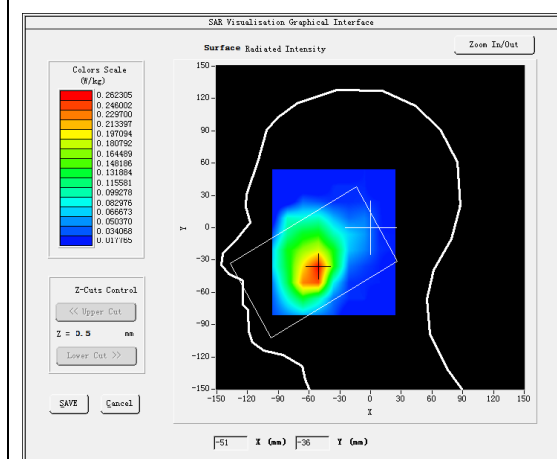 SAR Visualisation Graphical Interface
Surface Radiated Intensity
Zoom In/Out
Colors Scale
(W/kg)
0.262305
0.246002
0.229700
0.213397
0.197094
0.180792
0.164489
0.148186
0.131884
0.115581
0.099278
0.082976
0.066673
0.050370
0.034068
0.017765
Z-Cuts Control
<< Upper Cut
Z = 0.5 mm
Lower Cut >>
SAVE Cancel
150
120
90
60
30
0
-30
-60
-90
-120
-150
Y
-150 -120 -90 -60 -30 0 30 60 90 120 150
X
-51 X (mm) -36 Y (mm)